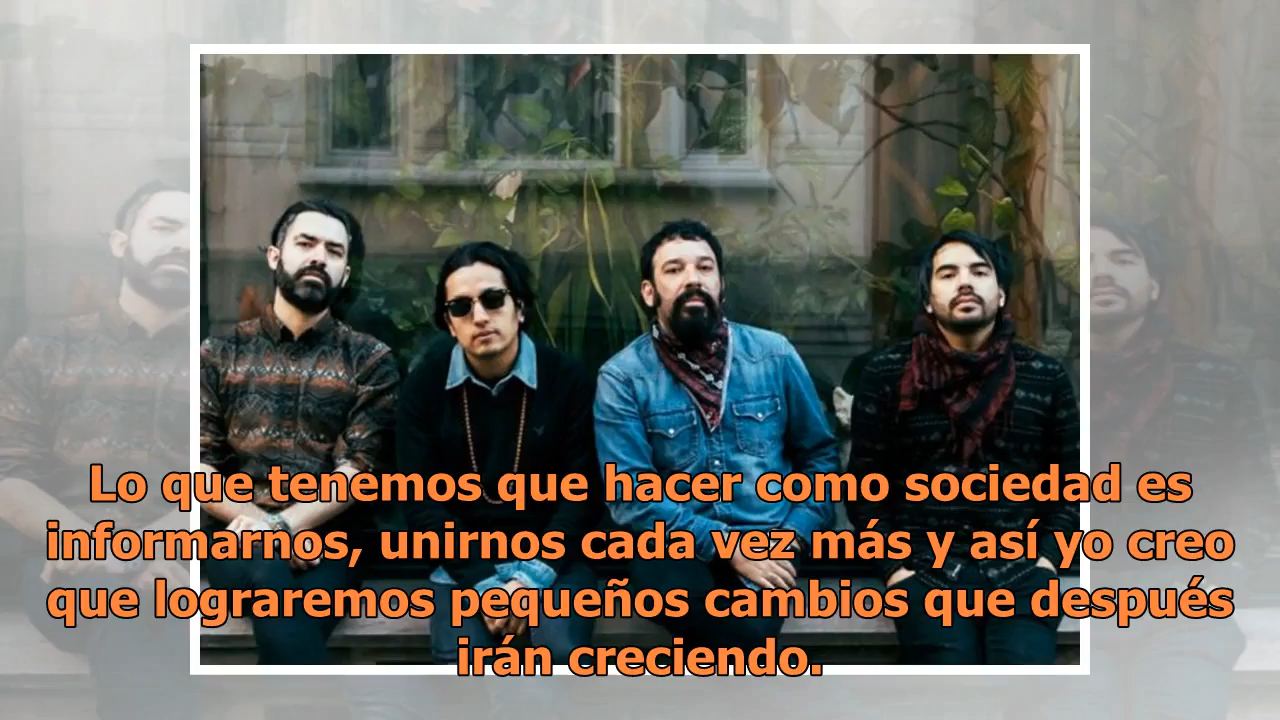 Lo que tenemos que hacer como sociedad es
informarnos, unirnos cada vez más y así yo creo
que lograremos pequeños cambios que después
irán creciendo.